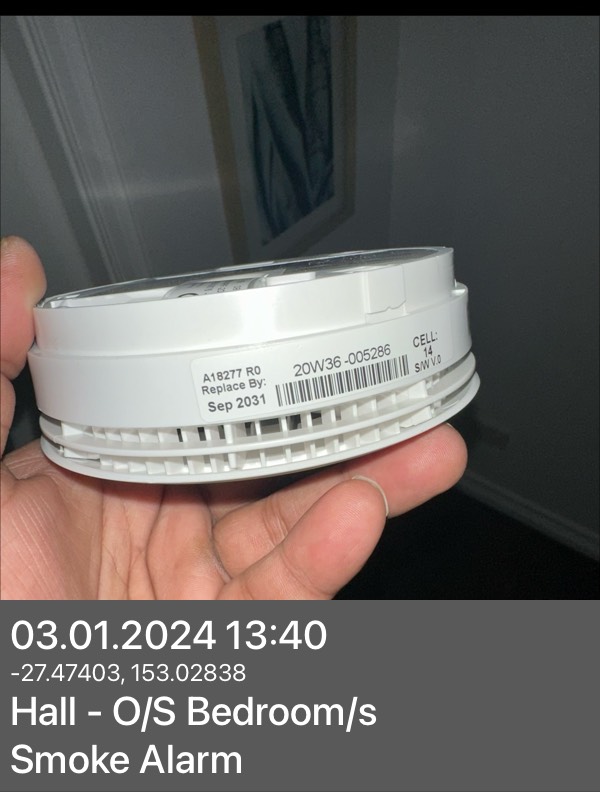 A18277 R0
Replace By:
Sep 2031
20W36-005286
CELL:
14
S/W V.0
03.01.2024 13:40
-27.47403, 153.02838
Hall - O/S Bedroom/s
Smoke Alarm